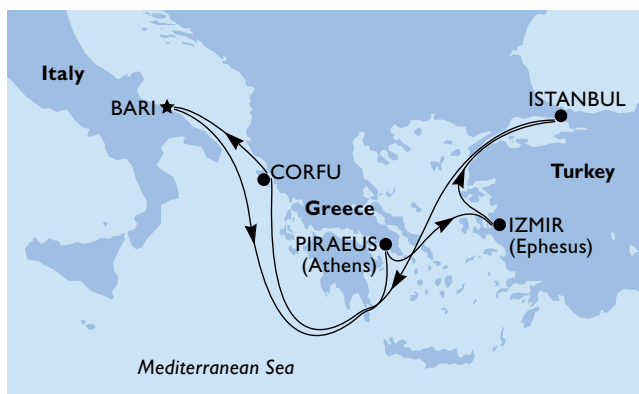 Italy
BARI
ISTANBUL
Turkey
CORFU
Greece
PIRAEUS
(Athens)
IZMIR
(Ephesus)
Mediterranean Sea